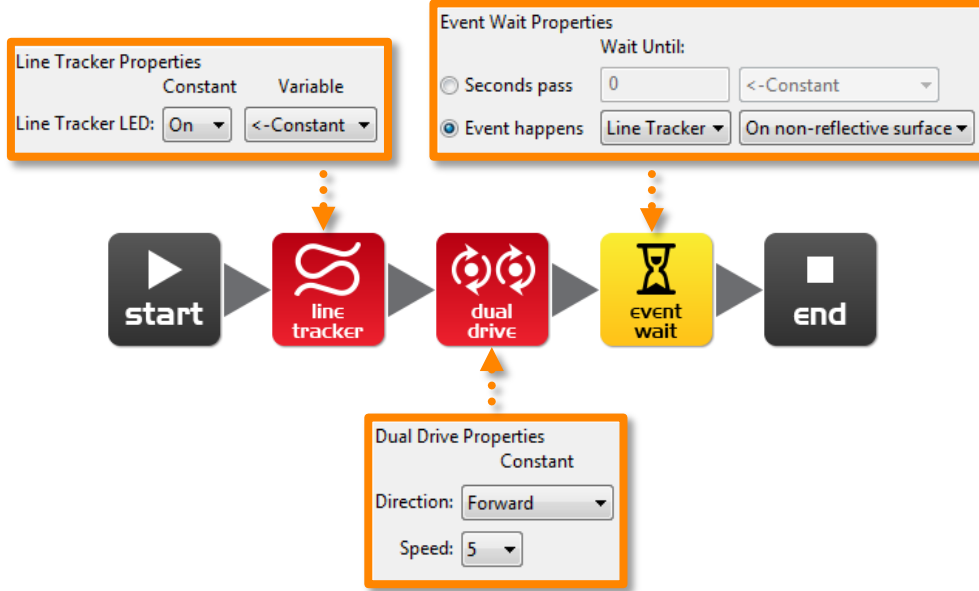 Line Tracker Properties
Constant Variable
Line Tracker LED: On <-Constant
Event Wait Properties
Wait Until:
Seconds pass 0 <-Constant
Event happens Line Tracker On non-reflective surface
start
line
tracker
dual
drive
event
wait
end
Dual Drive Properties
Constant
Direction: Forward
Speed: 5